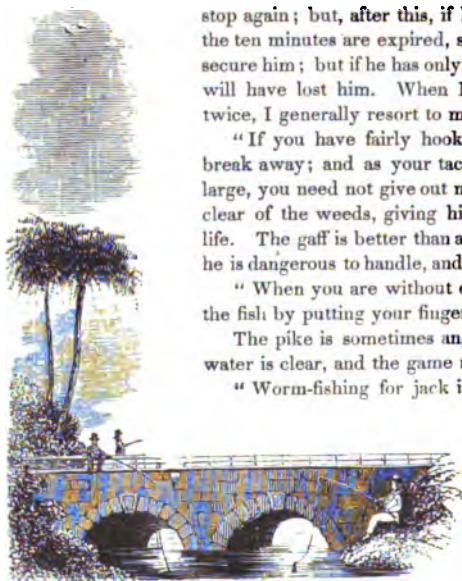 stop again; but, after this, if
the ten minutes are expired, s
secure him; but if he has only
will have lost him. When I
twice, I generally resort to m
"If you have fairly hook
break away; and as your tac
large, you need not give out m
clear of the weeds, giving hi
life. The gaff is better than a
he is dangerous to handle, and
" When you are without
the fish by putting your finger
The pike is sometimes an
water is clear, and the game
" Worm-fishing for jack i